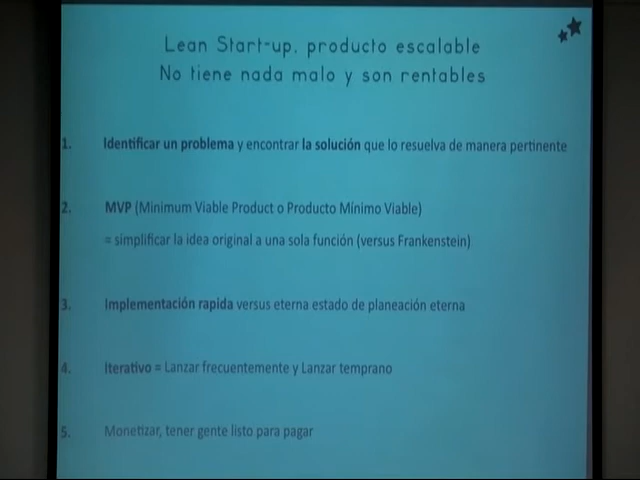 Lean Start-up, producto escalable
No tiene nada malo y son rentables
1. Identificar un problema y encontrar la solución que lo resuelva de manera pertinente
2. MVP (Minimum Viable Product o Producto Mínimo Viable)
= simplificar la idea original a una sola función (versus Frankenstein)
3. Implementación rapida versus eterna estado de planeación eterna
4. Iterativo = Lanzar frecuentemente y Lanzar temprano
5. Monetizar, tener gente listo para pagar